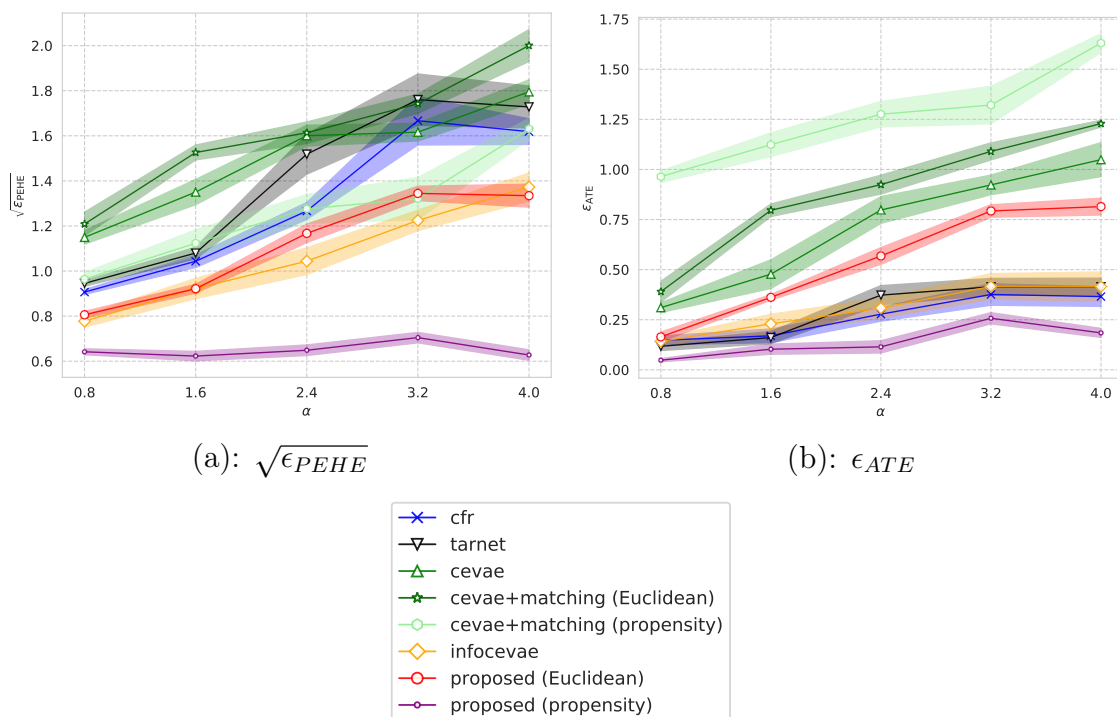 2.0
1.8
1.6
1.4
1.2
1.0
0.8
0.6
√ϵ_PEHE
0.8 1.6 2.4 3.2 4.0
α
(a): √ϵ_PEHE
1.75
1.50
1.25
1.00
0.75
0.50
0.25
0.00
ε_ATE
0.8 1.6 2.4 3.2 4.0
α
(b): ϵ_ATE
cfr
tarnet
cevae
cevae+matching (Euclidean)
cevae+matching (propensity)
infocevae
proposed (Euclidean)
proposed (propensity)